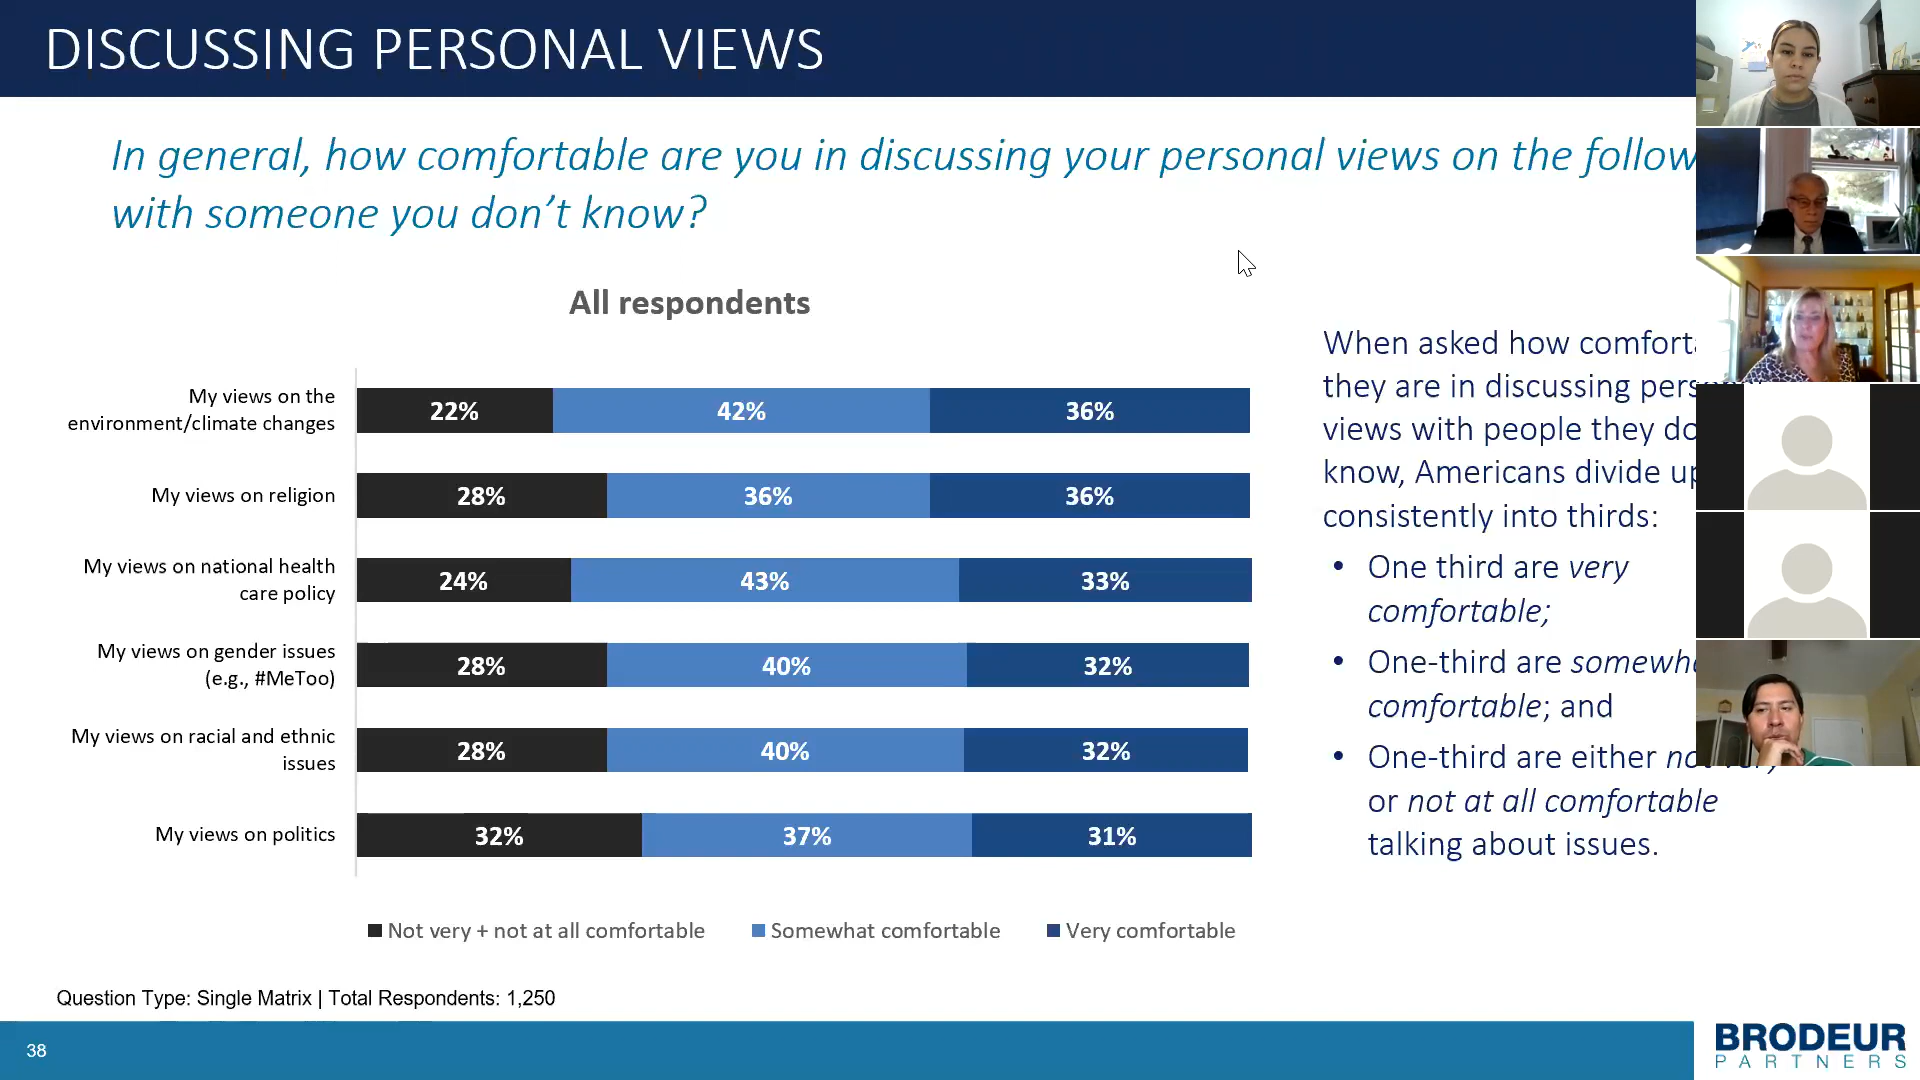 DISCUSSING PERSONAL VIEWS
In general, how comfortable are you in discussing your personal views on the follow
with someone you don't know?
All respondents
My views on the
environment/climate changes
22% 42% 36%
My views on religion
28% 36% 36%
My views on national health
care policy
24% 43% 33%
My views on gender issues
(e.g., #MeToo)
28% 40% 32%
My views on racial and ethnic
issues
28% 40% 32%
My views on politics
32% 37% 31%
Not very + not at all comfortable Somewhat comfortable Very comfortable
When asked how
they are in discussing
views with people they
know, Americans divide up
consistently into thirds:
• One third are very
comfortable;
• One-third are
comfortable; and
• One-third are either
or not at all comfortable
talking about issues.
Question Type: Single Matrix | Total Respondents: 1,250
38
BRODEUR
PARTNERS